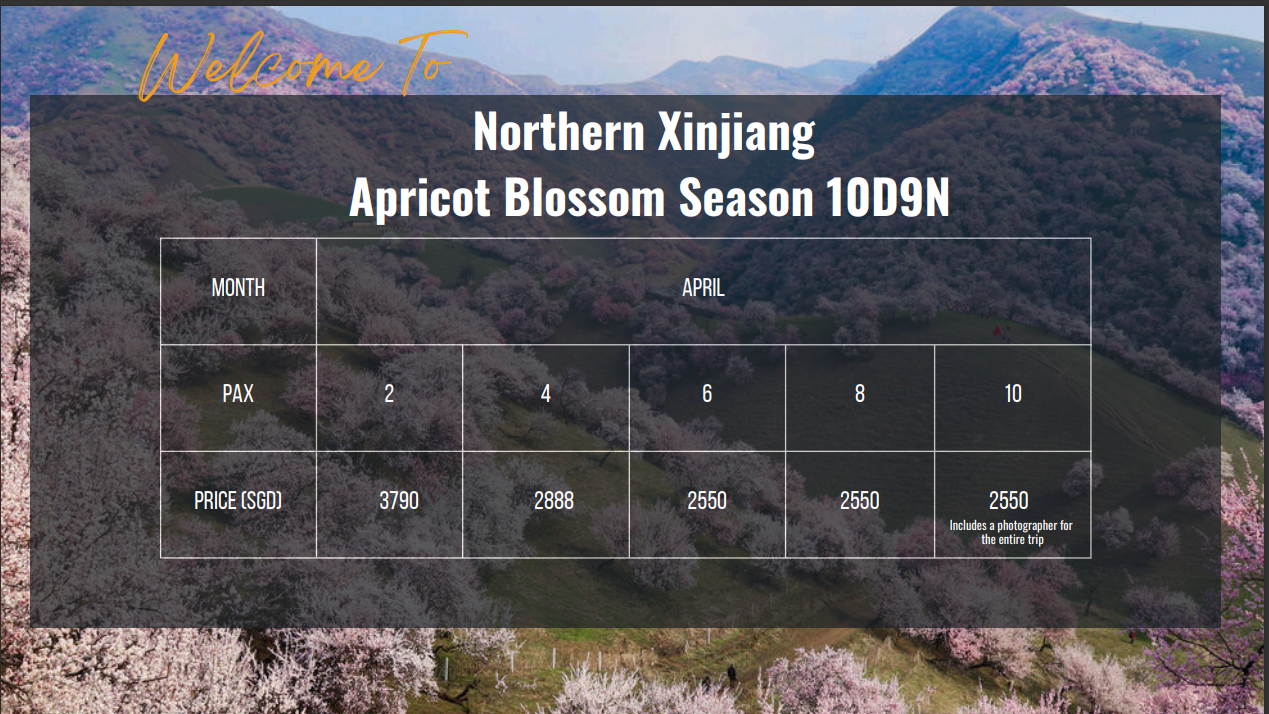 Welcome To
Northern Xinjiang
Apricot Blossom Season 10D9N
MONTH APRIL
PAX 2 4 6 8 10
PRICE (SGD) 3790 2888 2550 2550 2550
Includes a photographer for
the entire trip